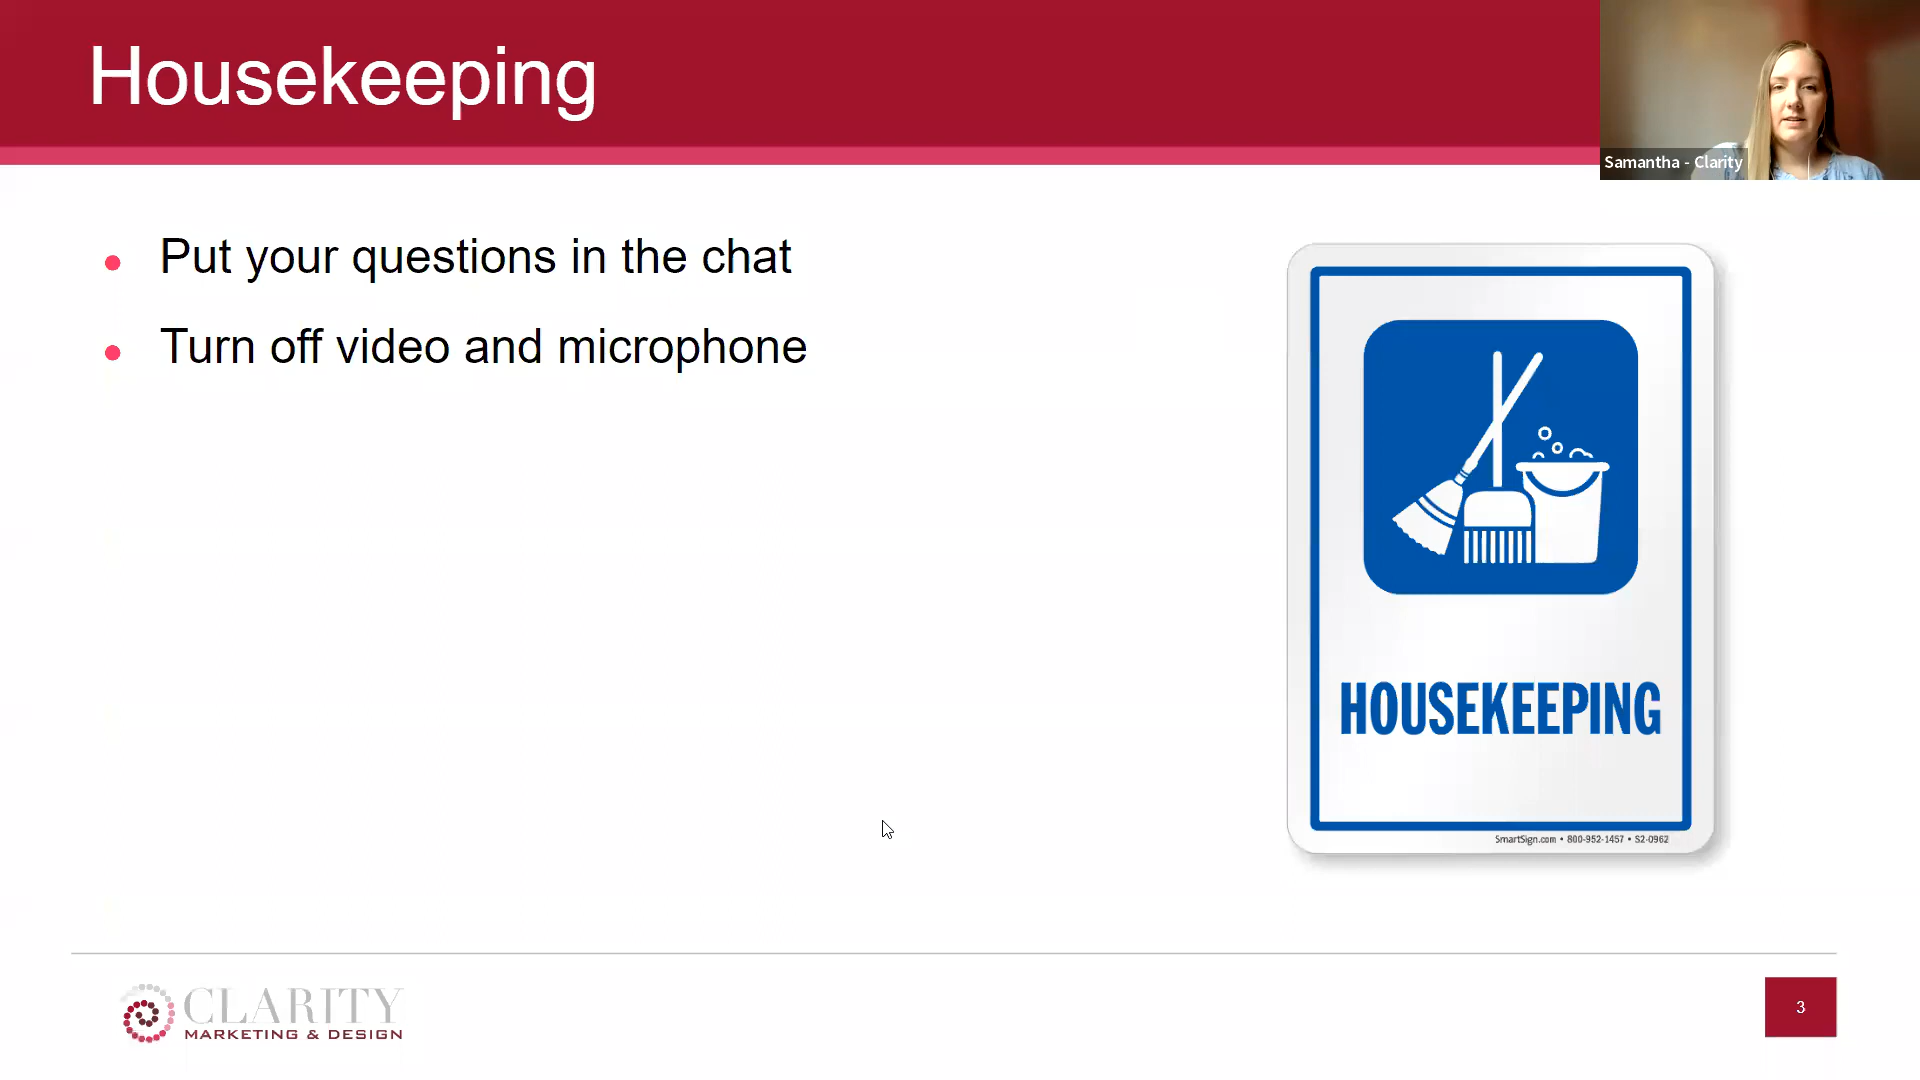 Housekeeping
Samantha - Clarity
Put your questions in the chat
Turn off video and microphone
HOUSEKEEPING
SmartSign.com • 800-952-1457 • S2-0962
CLARITY
MARKETING & DESIGN
3